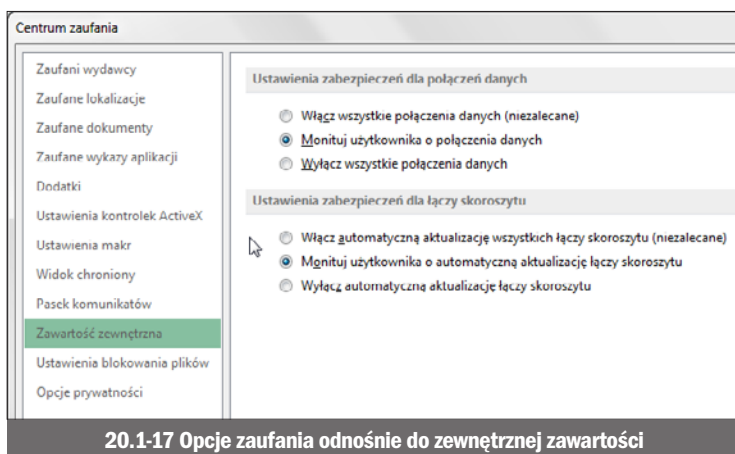 Centrum zaufania
Zaufani wydawcy
Zaufane lokalizacje
Zaufane dokumenty
Zaufane wykazy aplikacji
Dodatki
Ustawienia kontrolek ActiveX
Ustawienia makr
Widok chroniony
Pasek komunikatów
Zawartość zewnętrzna
Ustawienia blokowania plików
Opcje prywatności
Ustawienia zabezpieczeń dla połączeń danych
Włącz wszystkie połączenia danych (niezalecane)
Monituj użytkownika o połączenia danych
Wyłącz wszystkie połączenia danych
Ustawienia zabezpieczeń dla łączy skoroszytu
Włącz automatyczną aktualizację wszystkich łączy skoroszytu (niezalecane)
Monituj użytkownika o automatyczną aktualizację łączy skoroszytu
Wyłącz automatyczną aktualizację łączy skoroszytu
20.1-17 Opcje zaufania odnośnie do zewnętrznej zawartości